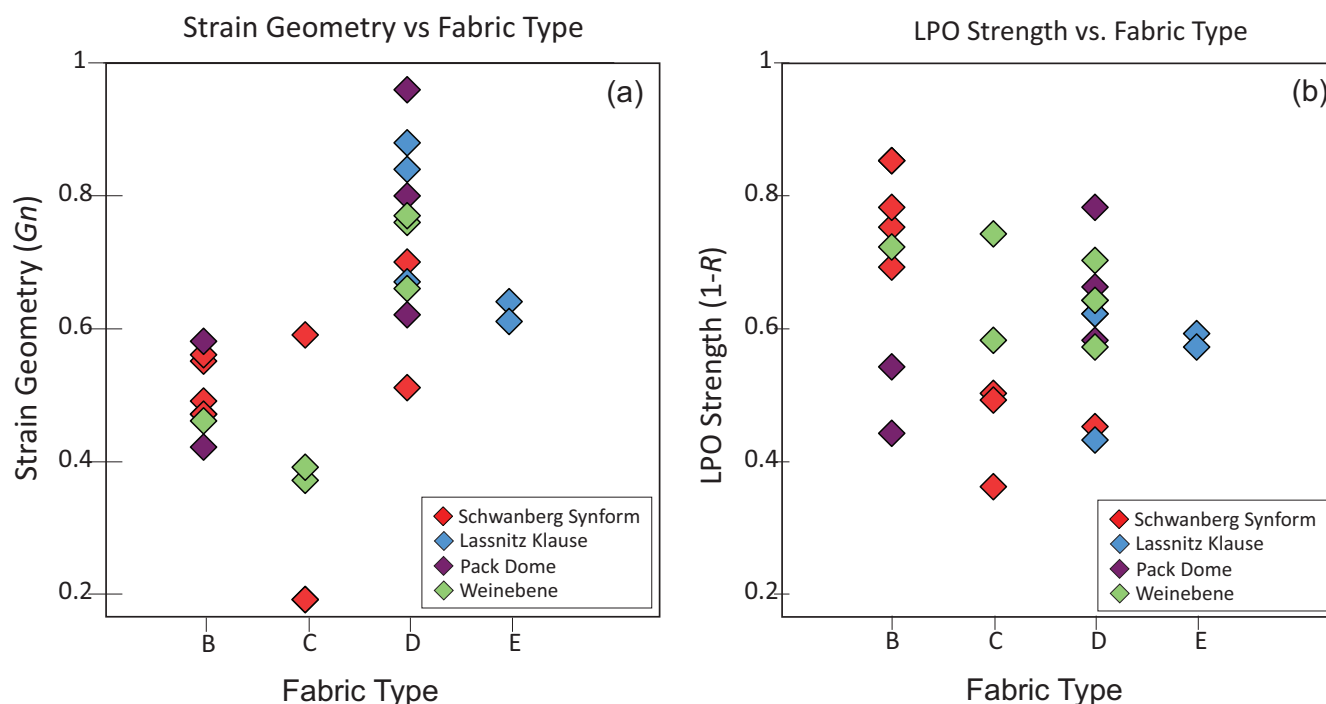 Strain Geometry vs Fabric Type
(a)
Strain Geometry (Gn)
1
0.8
0.6
0.4
0.2
B C D E
Fabric Type
Schwanberg Synform
Lassnitz Klause
Pack Dome
Weinebene
LPO Strength vs. Fabric Type
(b)
LPO Strength (1-R)
1
0.8
0.6
0.4
0.2
B C D E
Fabric Type
Schwanberg Synform
Lassnitz Klause
Pack Dome
Weinebene